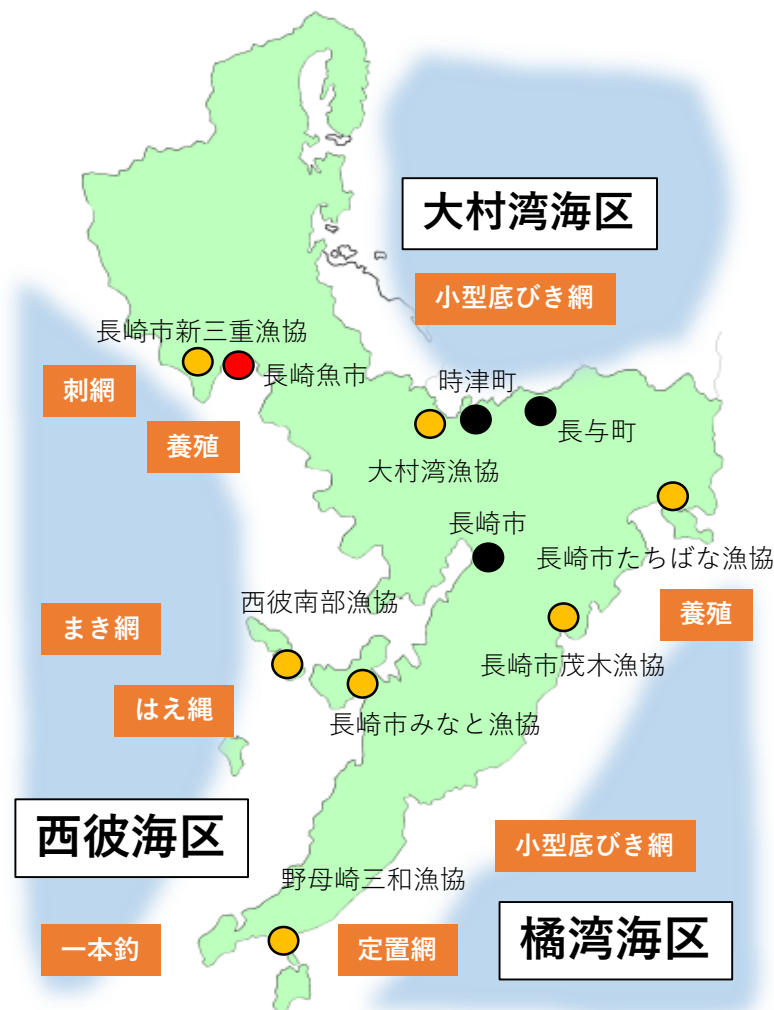 大村湾海区
小型底びき網
長崎市新三重漁協
長崎魚市
刺網
養殖
時津町
長与町
大村湾漁協
長崎市
長崎市たちばな漁協
養殖
西彼南部漁協
まき網
長崎市茂木漁協
はえ縄
長崎市みなと漁協
西彼海区
小型底びき網
野母崎三和漁協
橘湾海区
一本釣
定置網